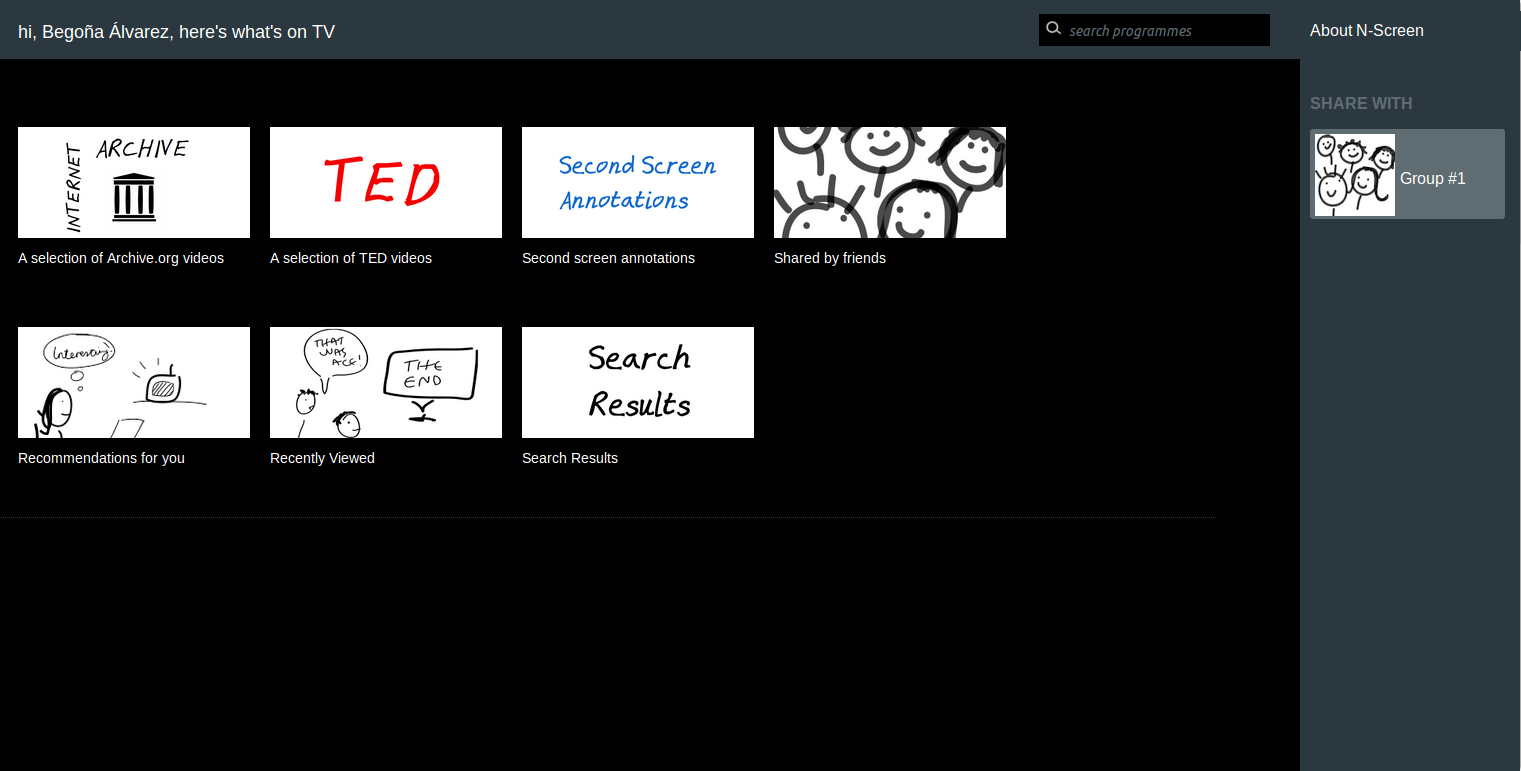 hi, Begoña Álvarez, here's what's on TV
search programmes
About N-Screen
SHARE WITH
Group #1
INTERNET
ARCHIVE
TED
Second Screen
Annotations
A selection of Archive.org videos
A selection of TED videos
Second screen annotations
Shared by friends
Interesting!
THAT
WAS
ACE!
THE
END
Search
Results
Recommendations for you
Recently Viewed
Search Results